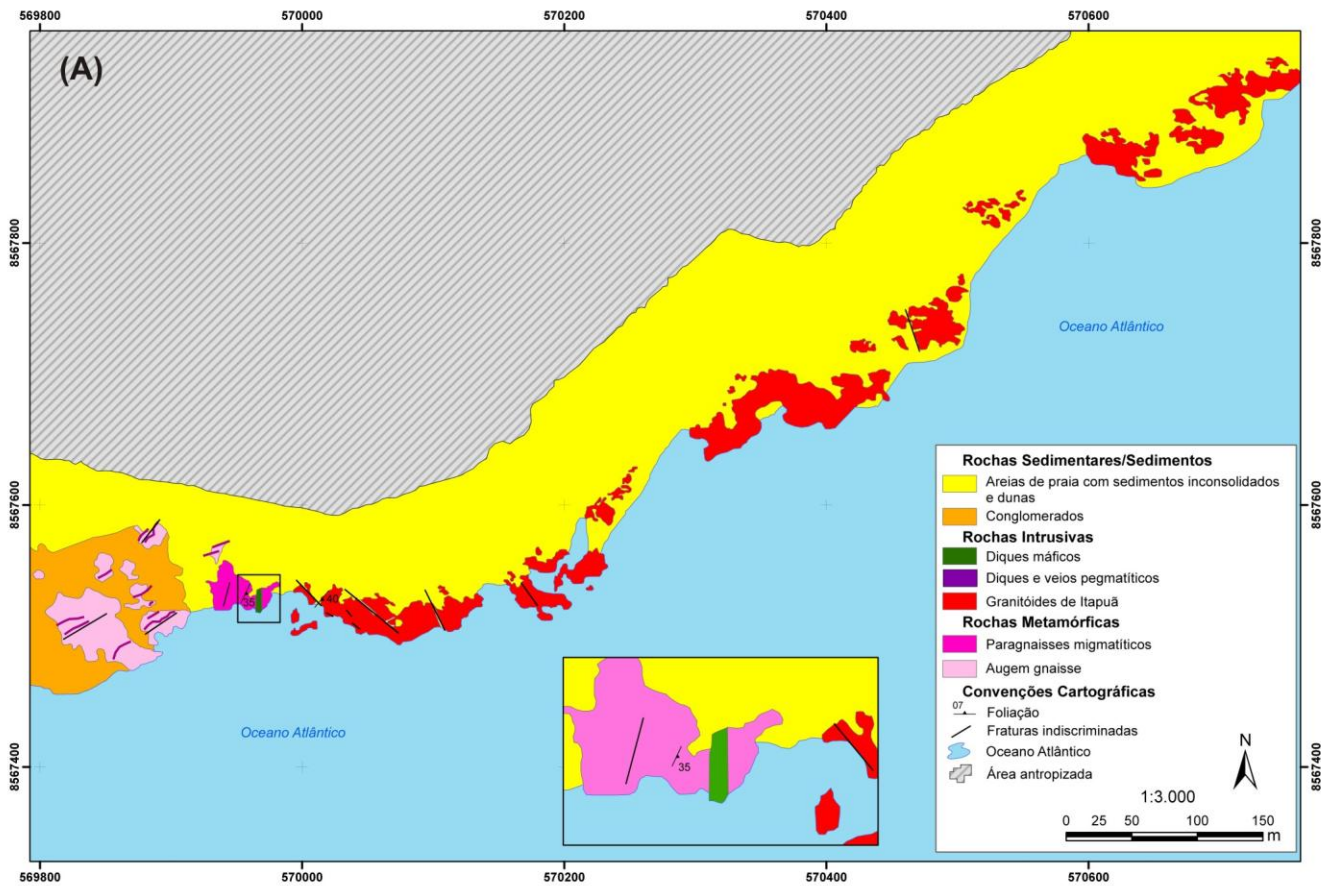 569800 570000 570200 570400 570600
(A)
8567800 8567800
Oceano Atlântico
8567600 8567600
35
40
Oceano Atlântico
8567400 8567400
35
Rochas Sedimentares/Sedimentos
Areias de praia com sedimentos inconsolidados
e dunas
Conglomerados
Rochas Intrusivas
Diques máficos
Diques e veios pegmatíticos
Granitóides de Itapuã
Rochas Metamórficas
Paragnaisses migmatíticos
Augem gnaisse
Convenções Cartográficas
07
Foliação
Fraturas indiscriminadas
Oceano Atlântico
Área antropizada
N
1:3.000
0 25 50 100 150
m
569800 570000 570200 570400 570600